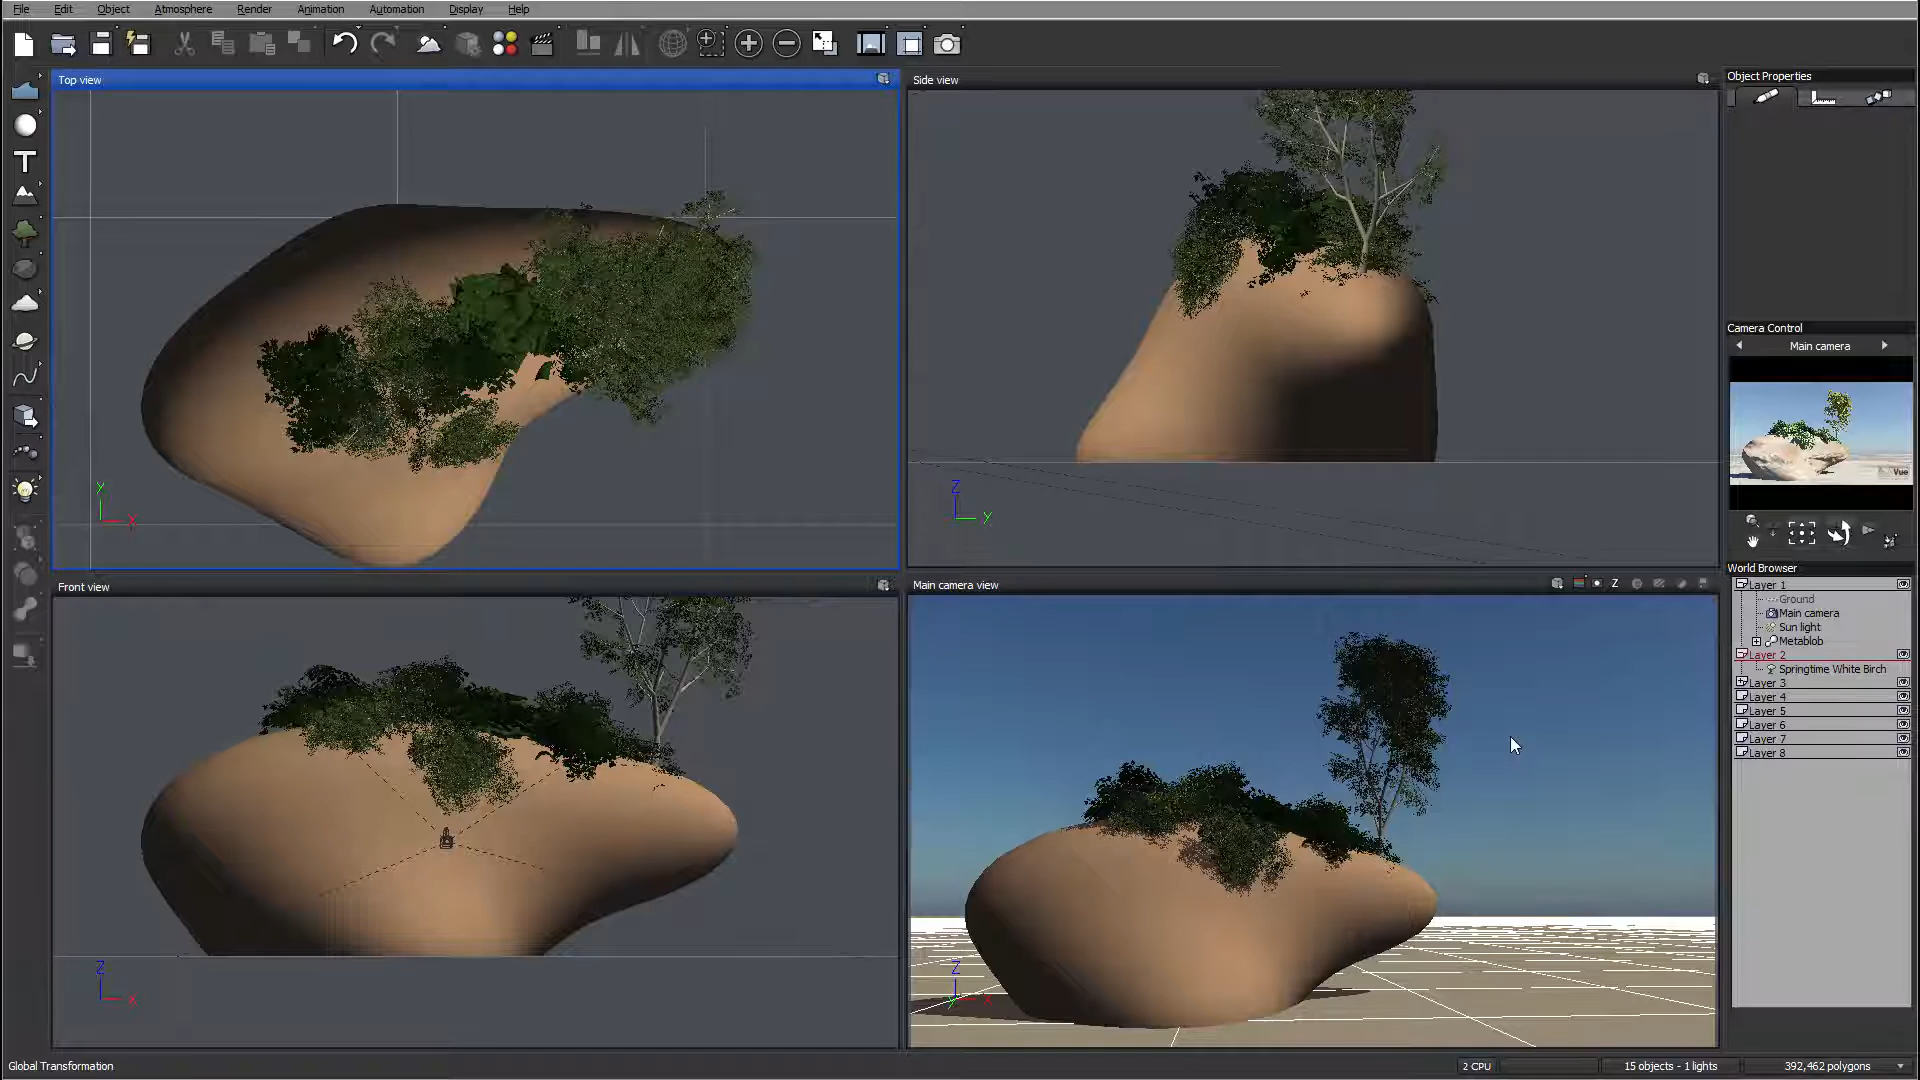 File Edit Object Atmosphere Render Animation Automation Display Help
Top view
Side view
Object Properties
Y
X
Z
Y
Camera Control
Main camera
Vue
Front view
Main camera view
Z
World Browser
Layer 1
Ground
Main camera
Sun light
Metablob
Layer 2
Springtime White Birch
Layer 3
Layer 4
Layer 5
Layer 6
Layer 7
Layer 8
Z
X
Z
Y
X
Global Transformation
2 CPU
15 objects - 1 lights
392,462 polygons